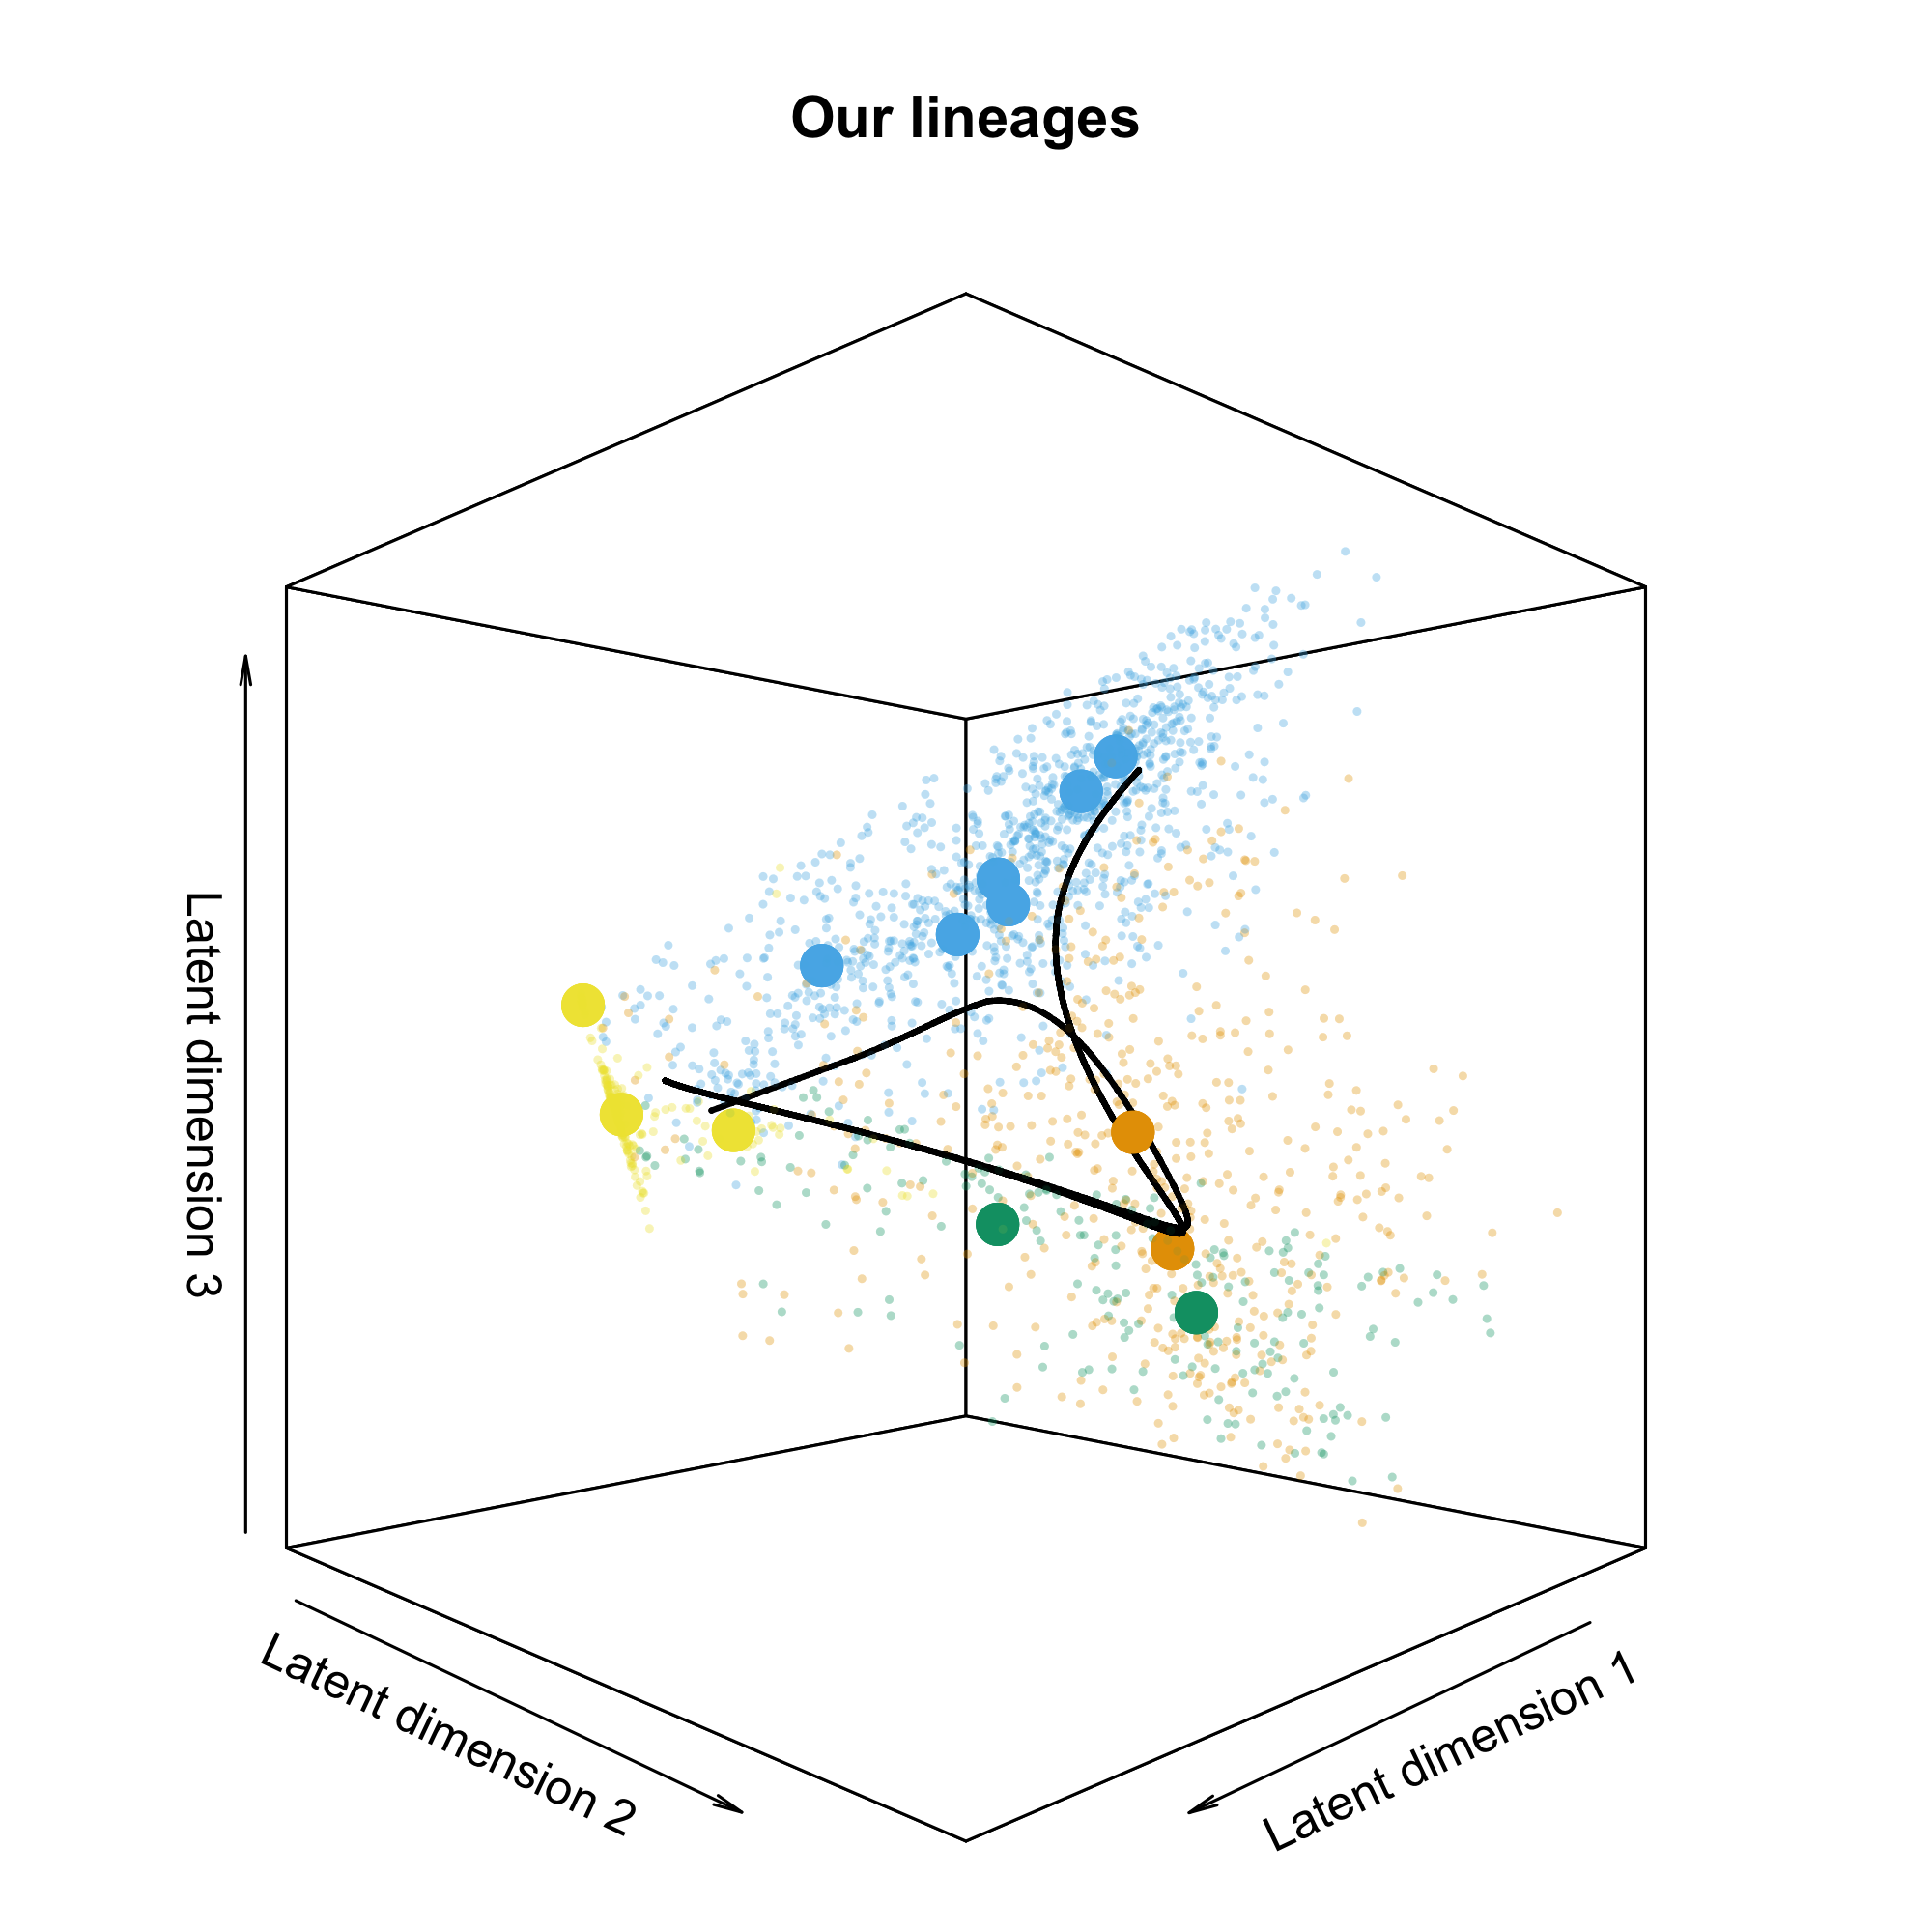 Our lineages
Latent dimension 3
Latent dimension 2
Latent dimension 1